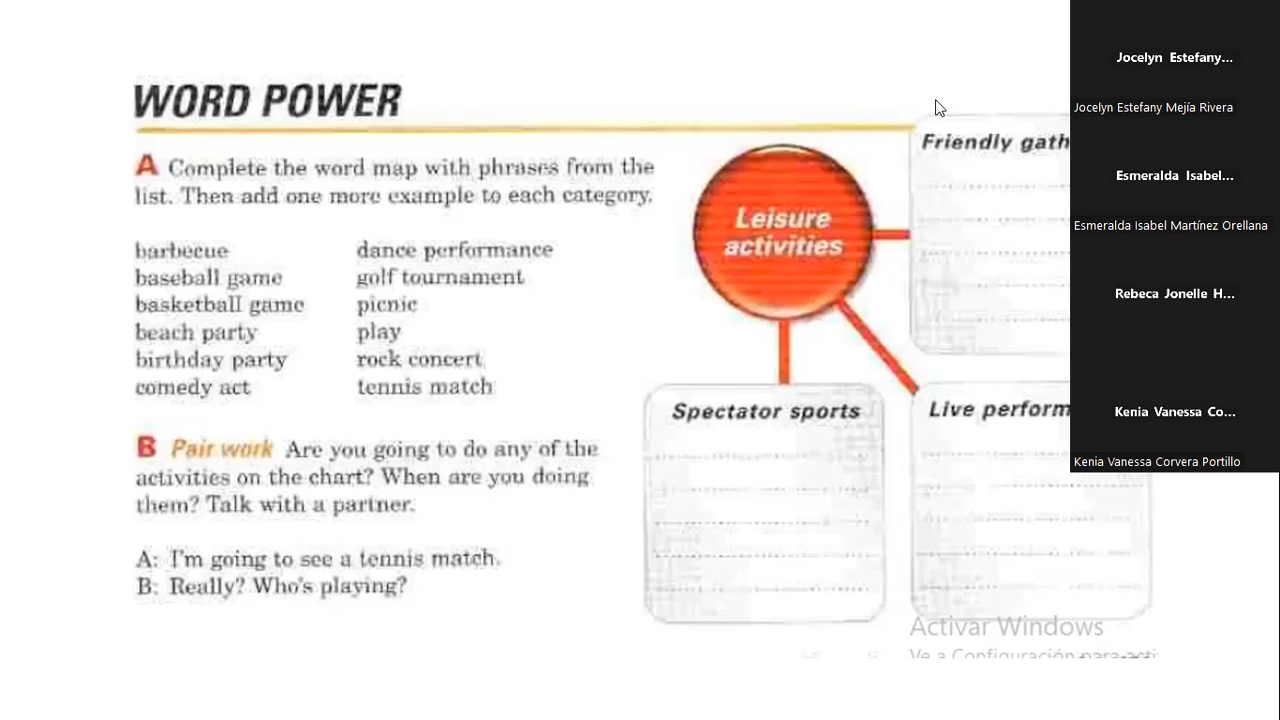 WORD POWER
A Complete the word map with phrases from the
list. Then add one more example to each category.
barbecue
baseball game
basketball game
beach party
birthday party
comedy act
dance performance
golf tournament
picnic
play
rock concert
tennis match
B Pair work Are you going to do any of the
activities on the chart? When are you doing
them? Talk with a partner.
A: I'm going to see a tennis match.
B: Really? Who's playing?
Leisure
activities
Friendly gath
Spectator sports
Live perform
Jocelyn Estefany...
Jocelyn Estefany Mejía Rivera
Esmeralda Isabel...
Esmeralda Isabel Martínez Orellana
Rebeca Jonelle H...
Kenia Vanessa Co...
Kenia Vanessa Corvera Portillo
Activar Windows
Ve a Configuración para acti